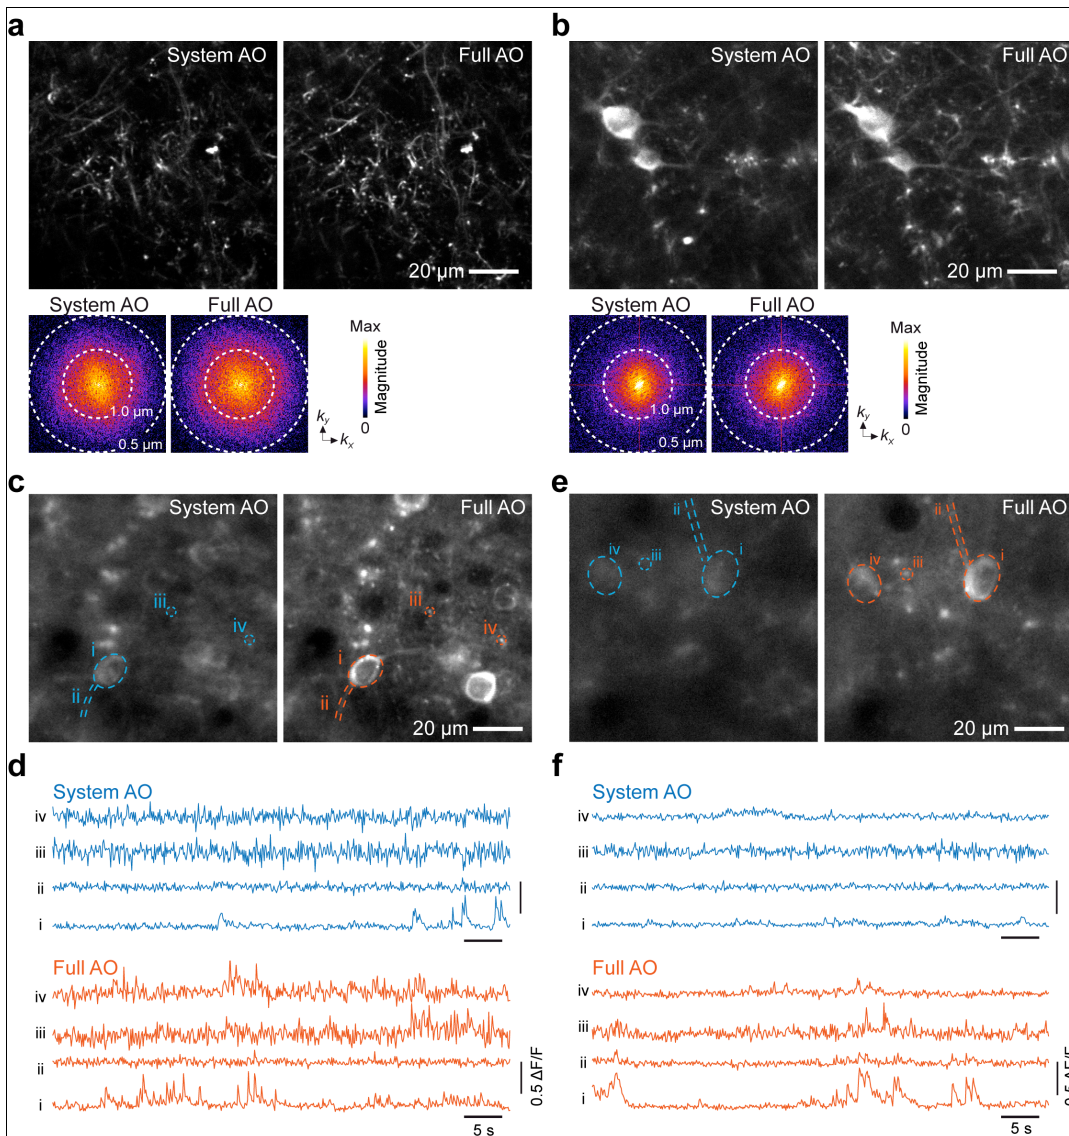 a
System AO
Full AO
20 µm
System AO
Full AO
1.0 µm
0.5 µm
Max
Magnitude
0
ky
kx
b
System AO
Full AO
20 µm
System AO
Full AO
1.0 µm
0.5 µm
Max
Magnitude
0
ky
kx
c
System AO
iii
iv
i
ii
Full AO
iii
iv
i
ii
20 µm
e
System AO
ii
iv
iii
i
Full AO
ii
iv
iii
i
20 µm
d
System AO
iv
iii
ii
i
Full AO
iv
iii
ii
i
0.5 ΔF/F
5 s
f
System AO
iv
iii
ii
i
Full AO
iv
iii
ii
i
0.5 ΔF/F
5 s